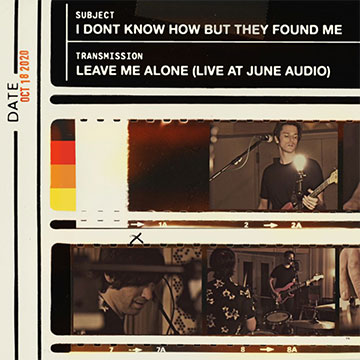 SUBJECT
I DONT KNOW HOW BUT THEY FOUND ME
TRANSMISSION
LEAVE ME ALONE (LIVE AT JUNE AUDIO)
DATE
OCT 18 2020
1
1A
2
2A
7
7A
8
8A